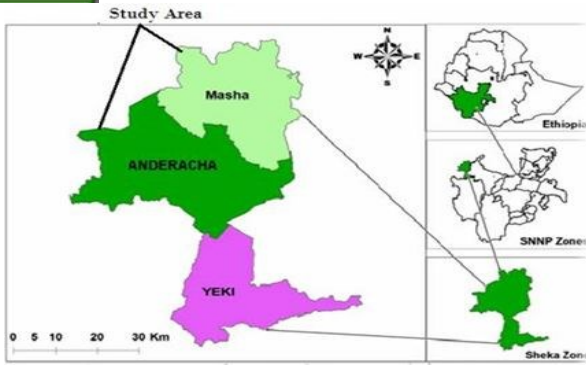 Study Area
N
W E
S
Masha
ANDERACHA
YEKI
0 5 10 20 30 Km
Ethiopia
SNNP Zones
Sheka Zone